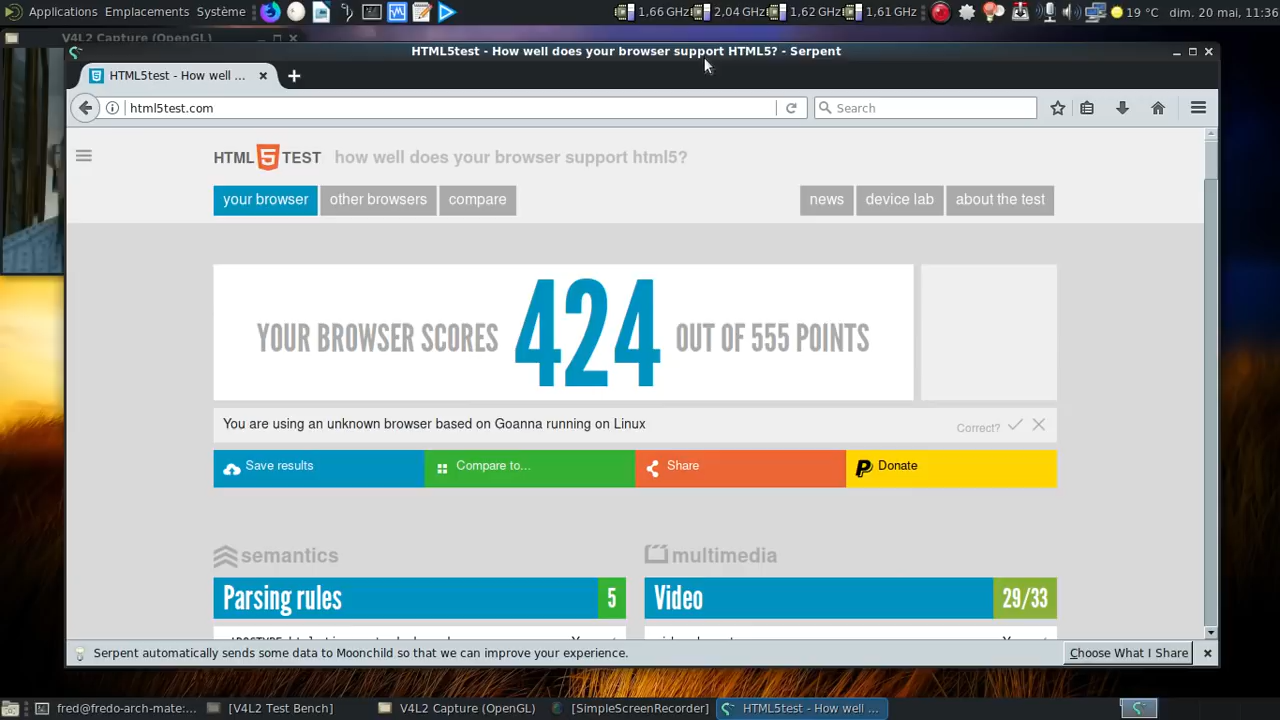 Applications Emplacements Système 1,66 GHz 2,04 GHz 1,62 GHz 1,61 GHz 19 °C dim. 20 mai, 11:36
V4L2 Capture (OpenGL)
HTML5test - How well does your browser support HTML5? - Serpent
HTML5test - How well ...
html5test.com Search
HTML 5 TEST how well does your browser support html5?
your browser other browsers compare news device lab about the test
YOUR BROWSER SCORES 424 OUT OF 555 POINTS
You are using an unknown browser based on Goanna running on Linux Correct?
Save results Compare to... Share Donate
semantics multimedia
Parsing rules 5 Video 29/33
Serpent automatically sends some data to Moonchild so that we can improve your experience. Choose What I Share
fred@fredo-arch-mate:... [V4L2 Test Bench] V4L2 Capture (OpenGL) [SimpleScreenRecorder] HTML5test - How well ...